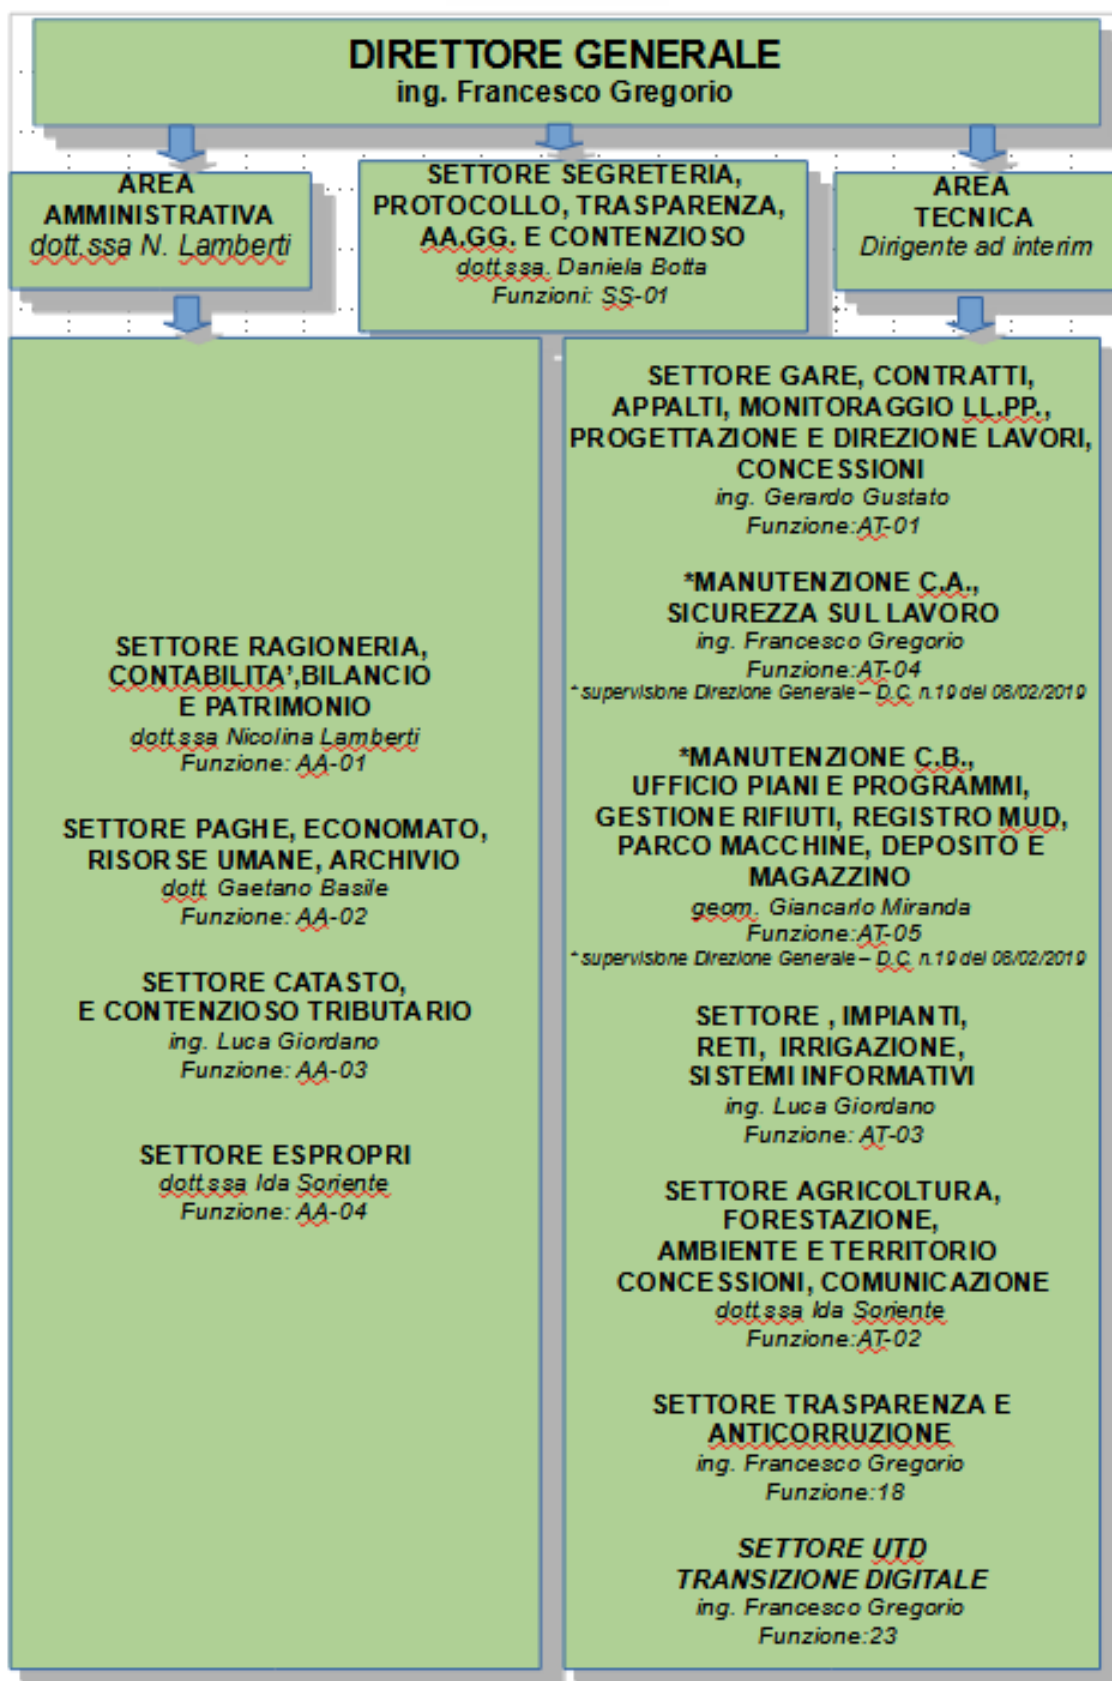 DIRETTORE GENERALE
ing. Francesco Gregorio
AREA
AMMINISTRATIVA
dott.ssa N. Lamberti
SETTORE SEGRETERIA,
PROTOCOLLO, TRASPARENZA,
AA.GG. E CONTENZIOSO
dott.ssa. Daniela Botta
Funzioni: SS-01
AREA
TECNICA
Dirigente ad interim
SETTORE RAGIONERIA,
CONTABILITA',BILANCIO
E PATRIMONIO
dott.ssa Nicolina Lamberti
Funzione: AA-01
SETTORE PAGHE, ECONOMATO,
RISORSE UMANE, ARCHIVIO
dott. Gaetano Basile
Funzione: AA-02
SETTORE CATASTO,
E CONTENZIOSO TRIBUTARIO
ing. Luca Giordano
Funzione: AA-03
SETTORE ESPROPRI
dott.ssa Ida Soriente
Funzione: AA-04
SETTORE GARE, CONTRATTI,
APPALTI, MONITORAGGIO LL.PP.,
PROGETTAZIONE E DIREZIONE LAVORI,
CONCESSIONI
ing. Gerardo Gustato
Funzione:AT-01
*MANUTENZIONE C.A.,
SICUREZZA SUL LAVORO
ing. Francesco Gregorio
Funzione:AT-04
* supervisione Direzione Generale – D.C. n.19 del 08/02/2019
*MANUTENZIONE C.B.,
UFFICIO PIANI E PROGRAMMI,
GESTIONE RIFIUTI, REGISTRO MUD,
PARCO MACCHINE, DEPOSITO E
MAGAZZINO
geom. Giancarlo Miranda
Funzione:AT-05
* supervisione Direzione Generale – D.C. n.19 del 08/02/2019
SETTORE , IMPIANTI,
RETI, IRRIGAZIONE,
SISTEMI INFORMATIVI
ing. Luca Giordano
Funzione: AT-03
SETTORE AGRICOLTURA,
FORESTAZIONE,
AMBIENTE E TERRITORIO
CONCESSIONI, COMUNICAZIONE
dott.ssa Ida Soriente
Funzione:AT-02
SETTORE TRASPARENZA E
ANTICORRUZIONE
ing. Francesco Gregorio
Funzione:18
SETTORE UTD
TRANSIZIONE DIGITALE
ing. Francesco Gregorio
Funzione:23